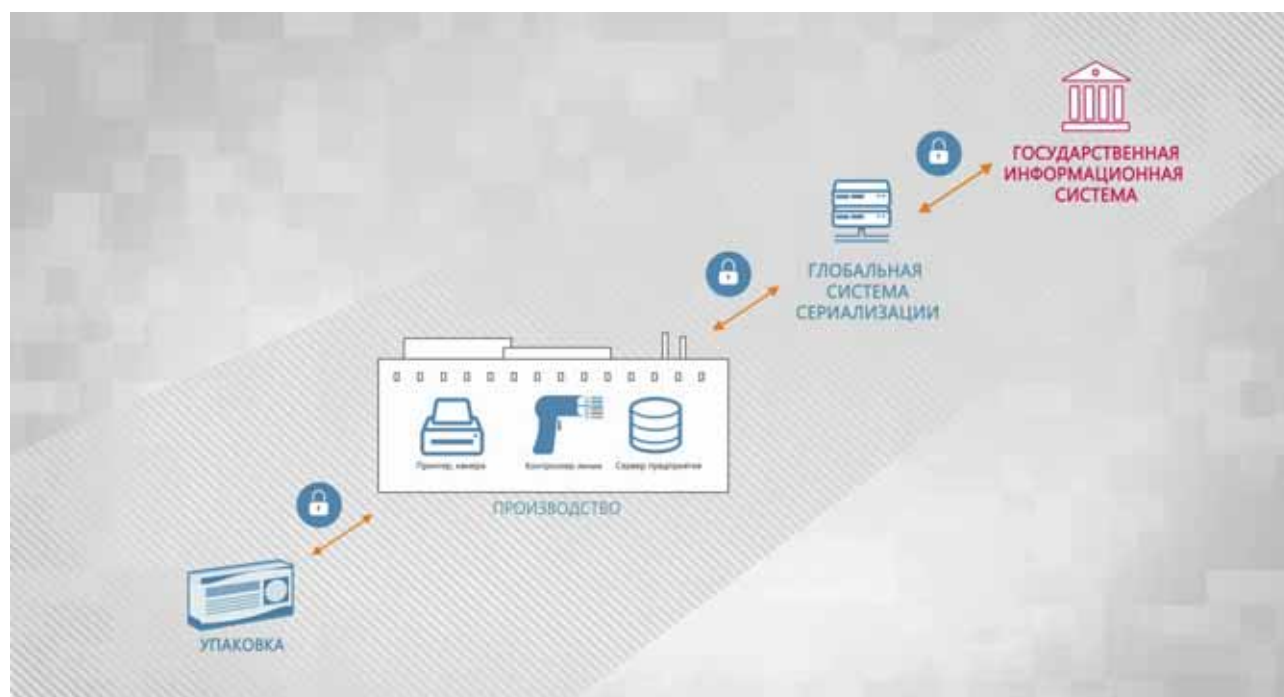 ГОСУДАРСТВЕННАЯ
ИНФОРМАЦИОННАЯ
СИСТЕМА
ГЛОБАЛЬНАЯ
СИСТЕМА
СЕРИАЛИЗАЦИИ
Принтер, камера
Контроллер линии
Сервер предприятия
ПРОИЗВОДСТВО
УПАКОВКА